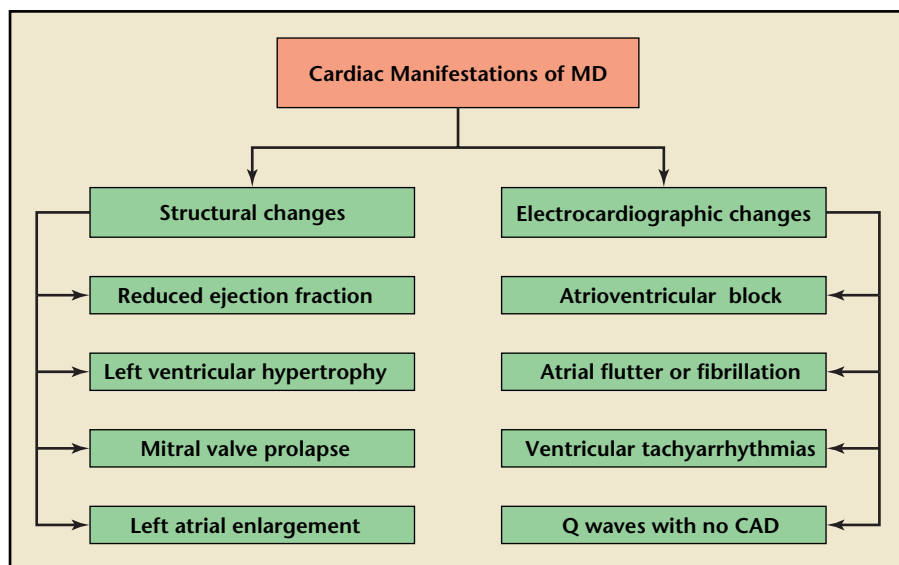 Cardiac Manifestations of MD
Structural changes
Reduced ejection fraction
Left ventricular hypertrophy
Mitral valve prolapse
Left atrial enlargement
Electrocardiographic changes
Atrioventricular block
Atrial flutter or fibrillation
Ventricular tachyarrhythmias
Q waves with no CAD